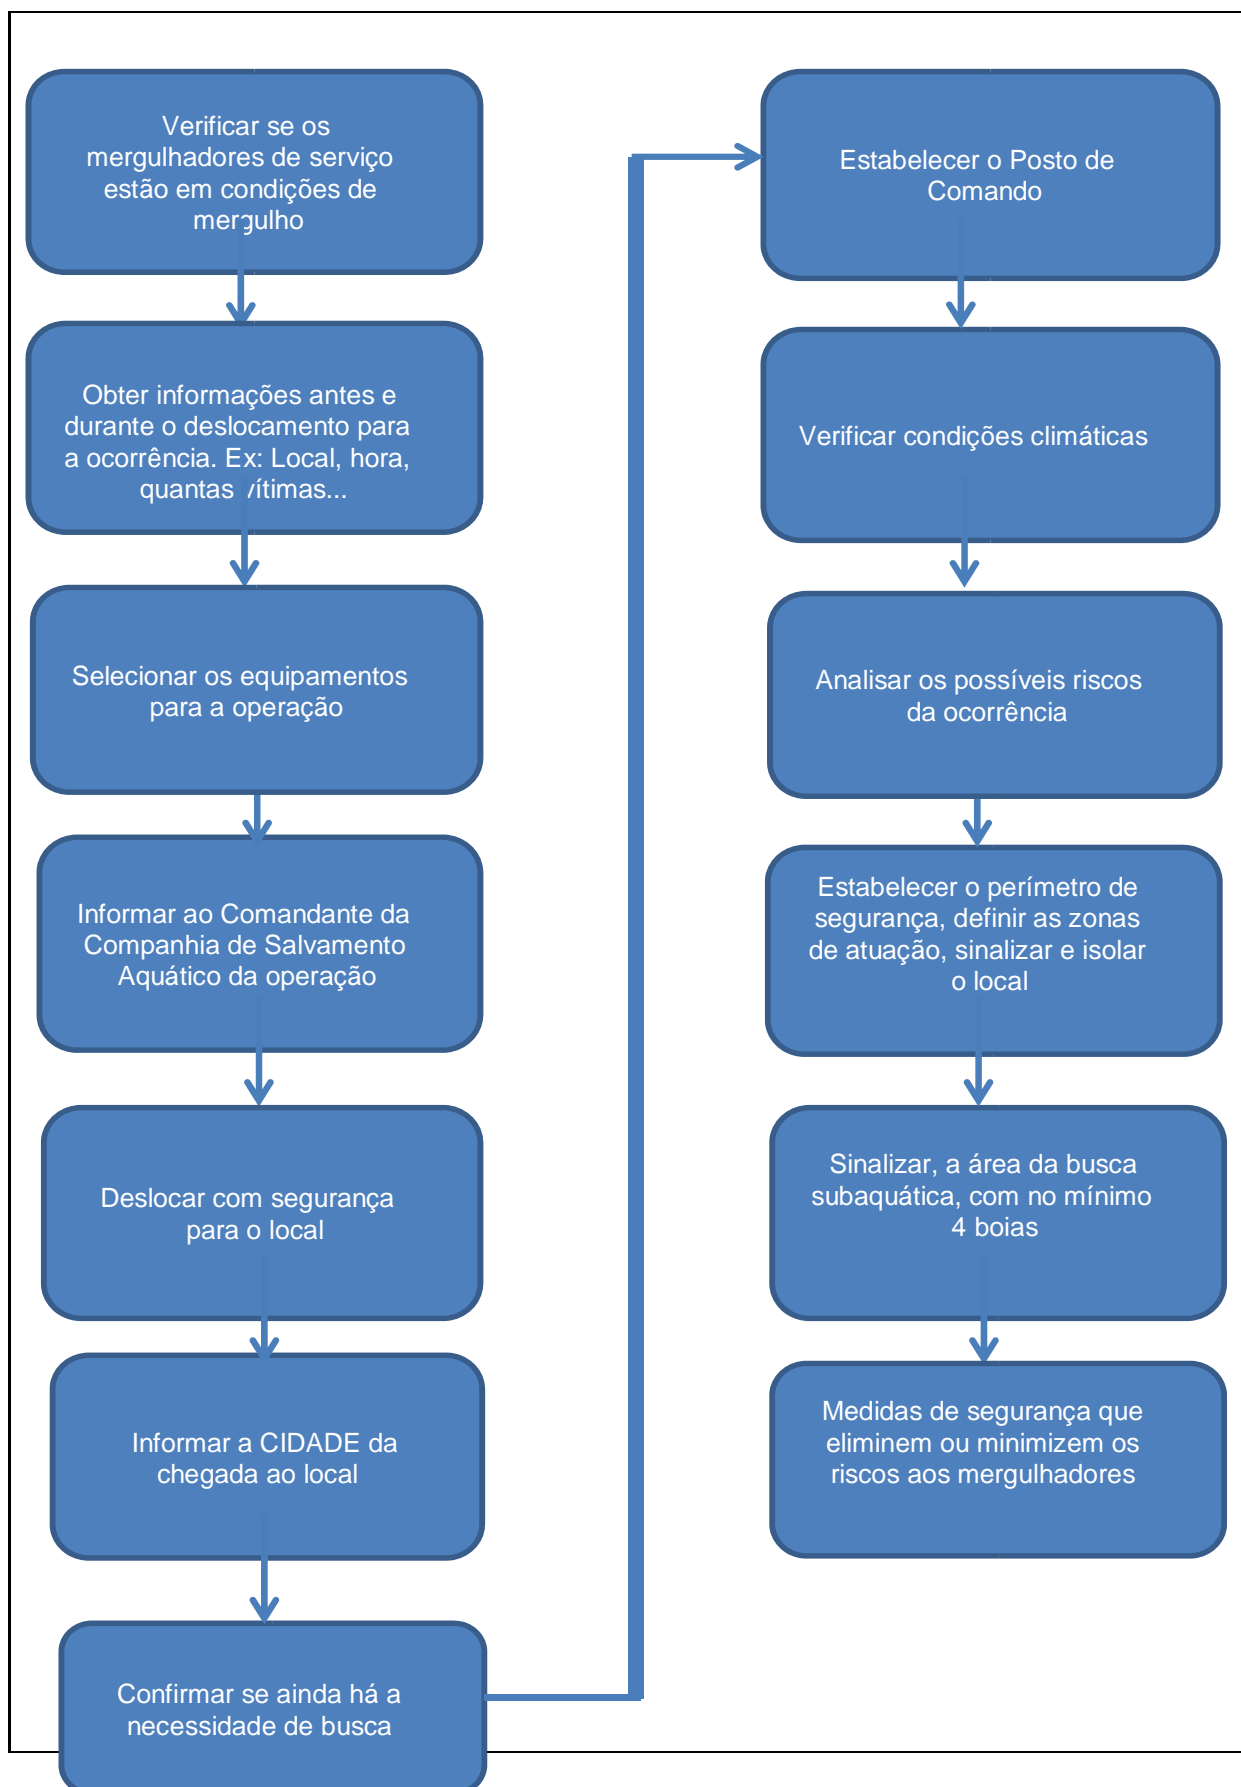 Verificar se os
mergulhadores de serviço
estão em condições de
mergulho
Obter informações antes e
durante o deslocamento para
a ocorrência. Ex: Local, hora,
quantas vítimas...
Selecionar os equipamentos
para a operação
Informar ao Comandante da
Companhia de Salvamento
Aquático da operação
Deslocar com segurança
para o local
Informar a CIDADE da
chegada ao local
Confirmar se ainda há a
necessidade de busca
Estabelecer o Posto de
Comando
Verificar condições climáticas
Analisar os possíveis riscos
da ocorrência
Estabelecer o perímetro de
segurança, definir as zonas
de atuação, sinalizar e isolar
o local
Sinalizar, a área da busca
subaquática, com no mínimo
4 boias
Medidas de segurança que
eliminem ou minimizem os
riscos aos mergulhadores